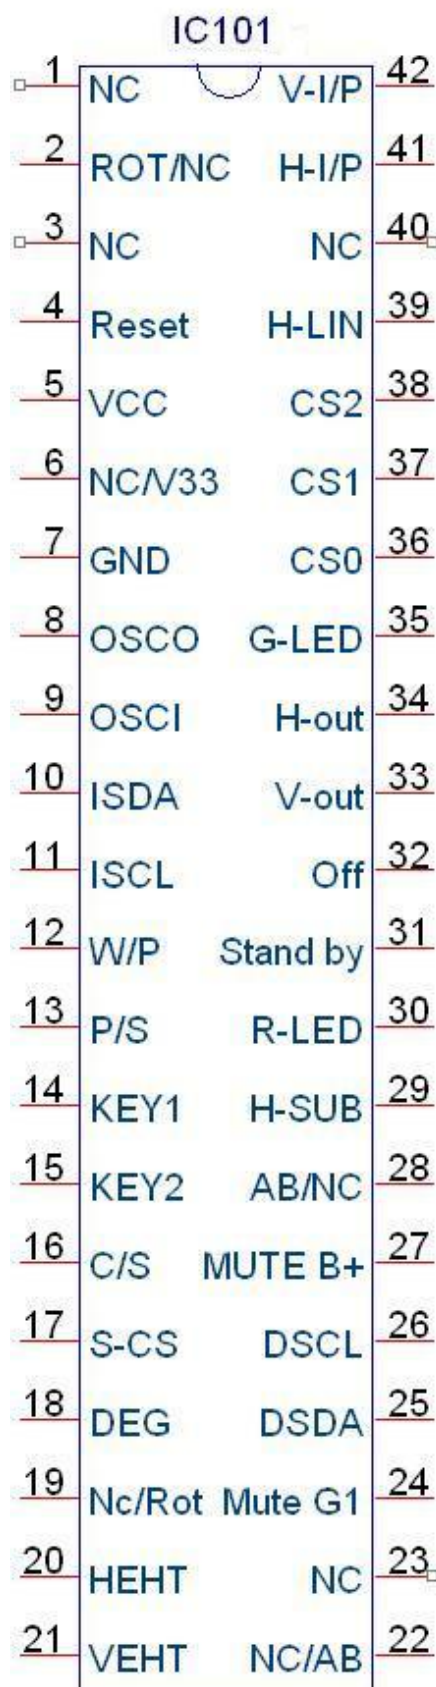 IC101
1 NC V-I/P 42
2 ROT/NC H-I/P 41
3 NC NC 40
4 Reset H-LIN 39
5 VCC CS2 38
6 NC/V33 CS1 37
7 GND CS0 36
8 OSCO G-LED 35
9 OSCI H-out 34
10 ISDA V-out 33
11 ISCL Off 32
12 W/P Stand by 31
13 P/S R-LED 30
14 KEY1 H-SUB 29
15 KEY2 AB/NC 28
16 C/S MUTE B+ 27
17 S-CS DSCL 26
18 DEG DSDA 25
19 Nc/Rot Mute G1 24
20 HEHT NC 23
21 VEHT NC/AB 22